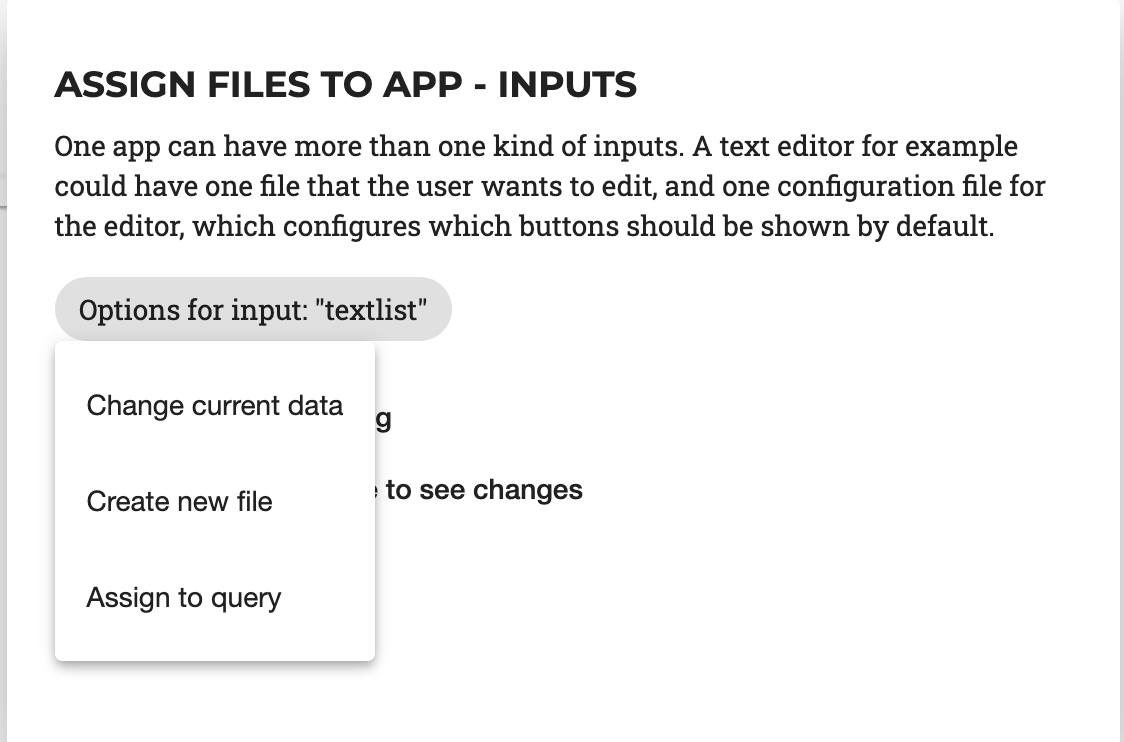 ASSIGN FILES TO APP - INPUTS
One app can have more than one kind of inputs. A text editor for example
could have one file that the user wants to edit, and one configuration file for
the editor, which configures which buttons should be shown by default.
Options for input: "textlist"
Change current data
Create new file
to see changes
Assign to query